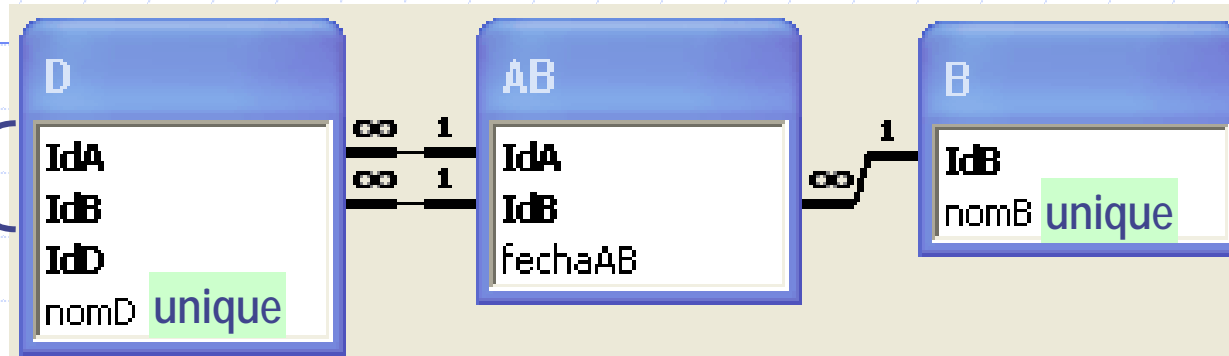 D
IdA
IdB
IdD
nomD unique
∞ 1
∞ 1
AB
IdA
IdB
fechaAB
∞ 1
B
IdB
nomB unique